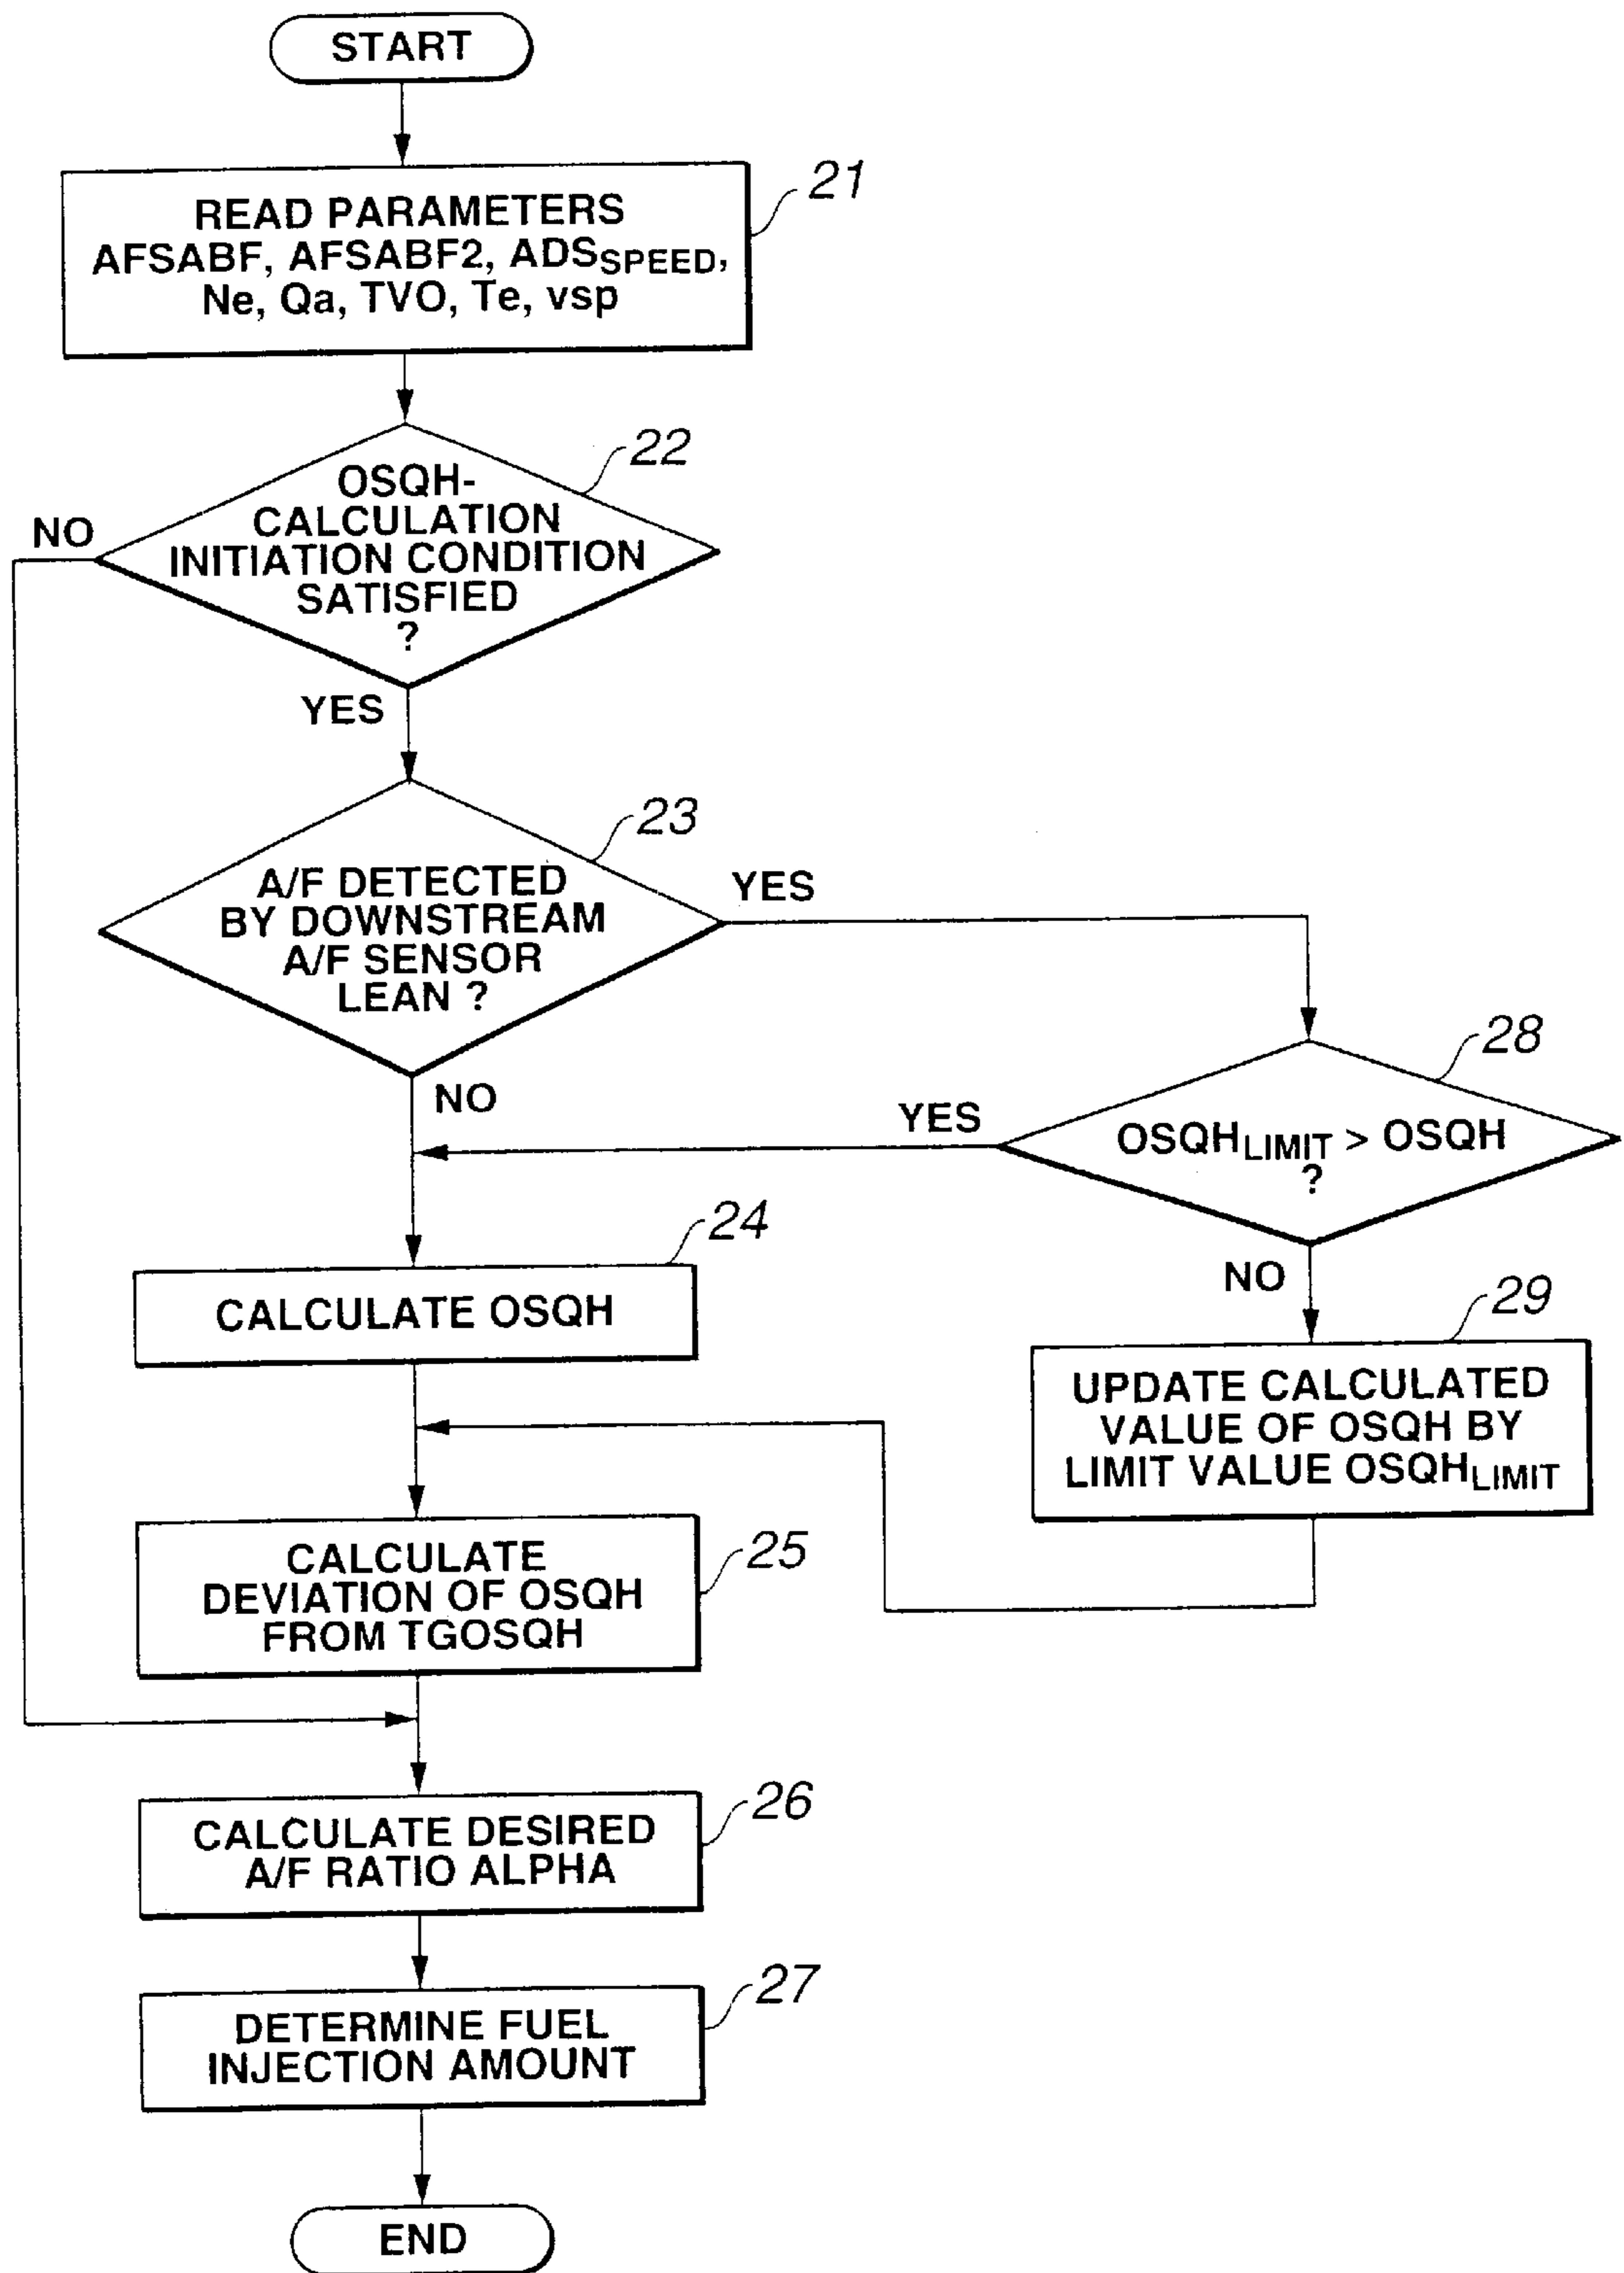 START
21
READ PARAMETERS
AFSABF, AFSABF2, ADSSPEED,
Ne, Qa, TVO, Te, vsp
22
OSQH-
CALCULATION
INITIATION CONDITION
SATISFIED
?
NO
YES
23
A/F DETECTED
BY DOWNSTREAM
A/F SENSOR
LEAN ?
YES
NO
28
OSQHLIMIT > OSQH
?
YES
NO
24
CALCULATE OSQH
29
UPDATE CALCULATED
VALUE OF OSQH BY
LIMIT VALUE OSQHLIMIT
25
CALCULATE
DEVIATION OF OSQH
FROM TGOSQH
26
CALCULATE DESIRED
A/F RATIO ALPHA
27
DETERMINE FUEL
INJECTION AMOUNT
END